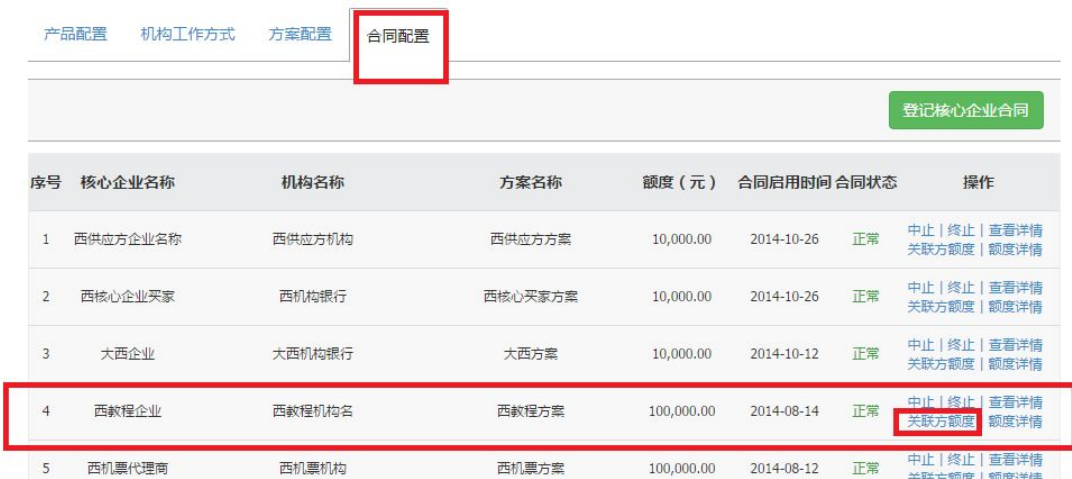 产品配置 机构工作方式 方案配置 合同配置
登记核心企业合同
序号 核心企业名称 机构名称 方案名称 额度（元） 合同启用时间 合同状态 操作
1 西供应方企业名称 西供应方机构 西供应方方案 10,000.00 2014-10-26 正常 中止 | 终止 | 查看详情
关联方额度 | 额度详情
2 西核心企业买家 西机构银行 西核心买家方案 10,000.00 2014-10-26 正常 中止 | 终止 | 查看详情
关联方额度 | 额度详情
3 大西企业 大西机构银行 大西方案 10,000.00 2014-10-12 正常 中止 | 终止 | 查看详情
关联方额度 | 额度详情
4 西教程企业 西教程机构名 西教程方案 100,000.00 2014-08-14 正常 中止 | 终止 | 查看详情
关联方额度 | 额度详情
5 西机票代理商 西机票机构 西机票方案 100,000.00 2014-08-12 正常 中止 | 终止 | 查看详情
关联方额度 | 额度详情